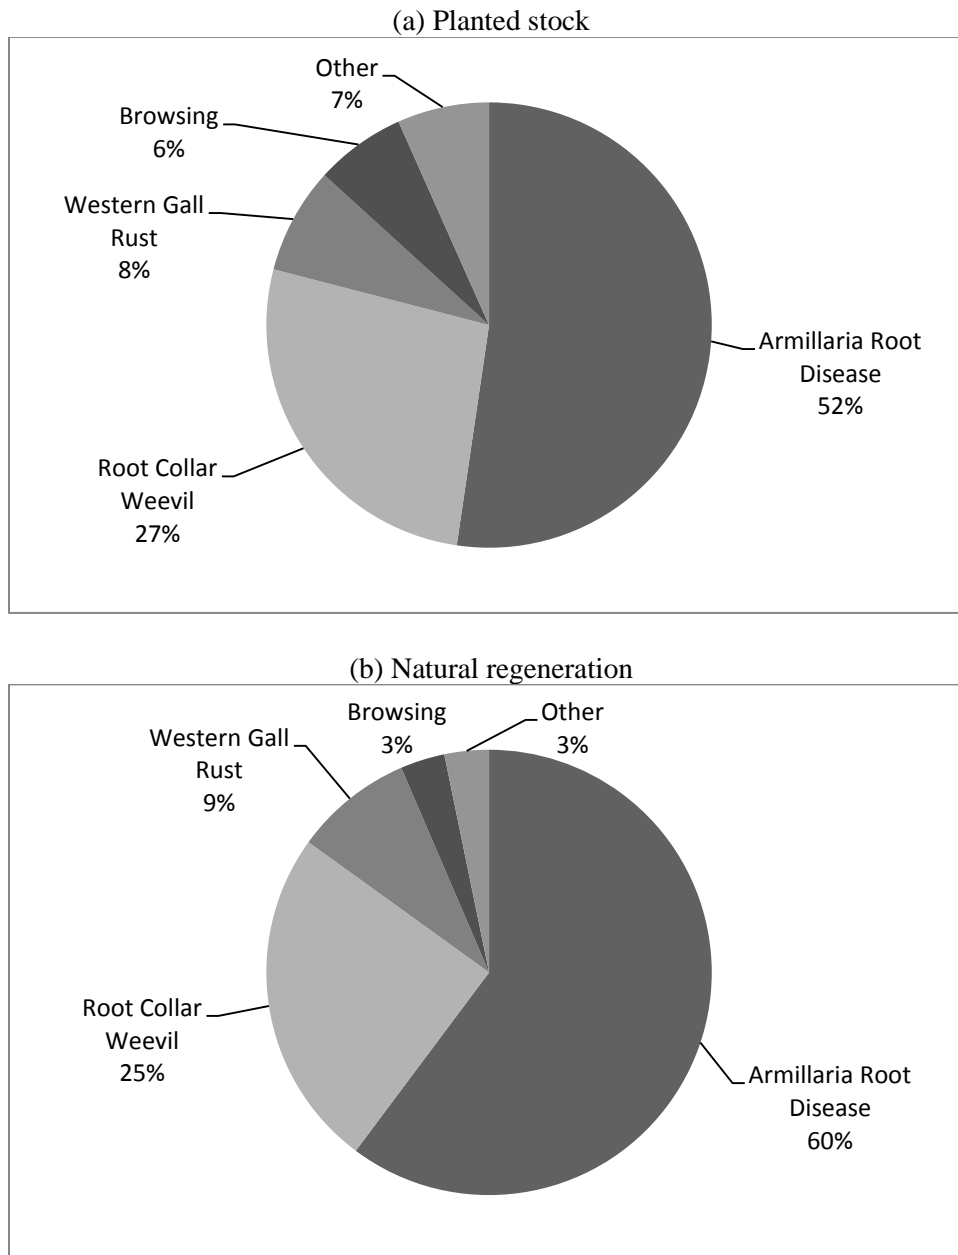 (a) Planted stock
Other
7%
Browsing
6%
Western Gall
Rust
8%
Armillaria Root
Disease
52%
Root Collar
Weevil
27%
(b) Natural regeneration
Browsing
3%
Other
3%
Western Gall
Rust
9%
Root Collar
Weevil
25%
Armillaria Root
Disease
60%